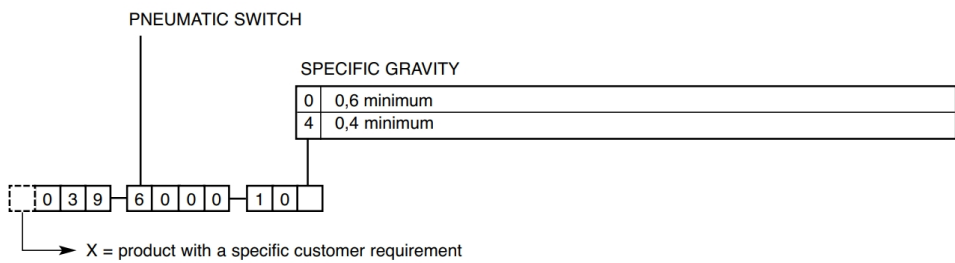 PNEUMATIC SWITCH
SPECIFIC GRAVITY
0 0,6 minimum
4 0,4 minimum
0 3 9 6 0 0 0 1 0
X = product with a specific customer requirement